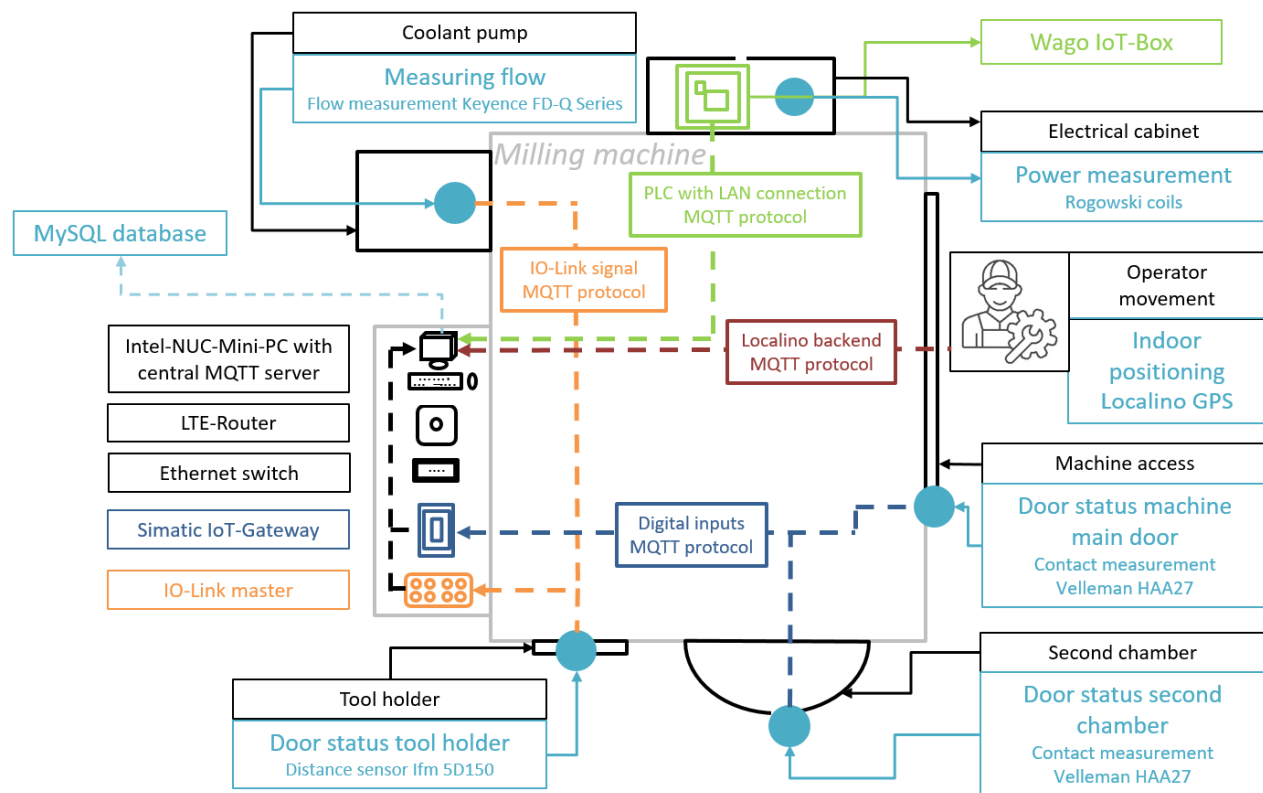 Coolant pump
Measuring flow
Flow measurement Keyence FD-Q Series
Wago IoT-Box
Electrical cabinet
Power measurement
Rogowski coils
Milling machine
PLC with LAN connection
MQTT protocol
MySQL database
IO-Link signal
MQTT protocol
Operator
movement
Indoor
positioning
Localino GPS
Localino backend
MQTT protocol
Intel-NUC-Mini-PC with
central MQTT server
LTE-Router
Ethernet switch
Simatic IoT-Gateway
IO-Link master
Digital inputs
MQTT protocol
Machine access
Door status machine
main door
Contact measurement
Velleman HAA27
Second chamber
Door status second
chamber
Contact measurement
Velleman HAA27
Tool holder
Door status tool holder
Distance sensor Ifm 5D150